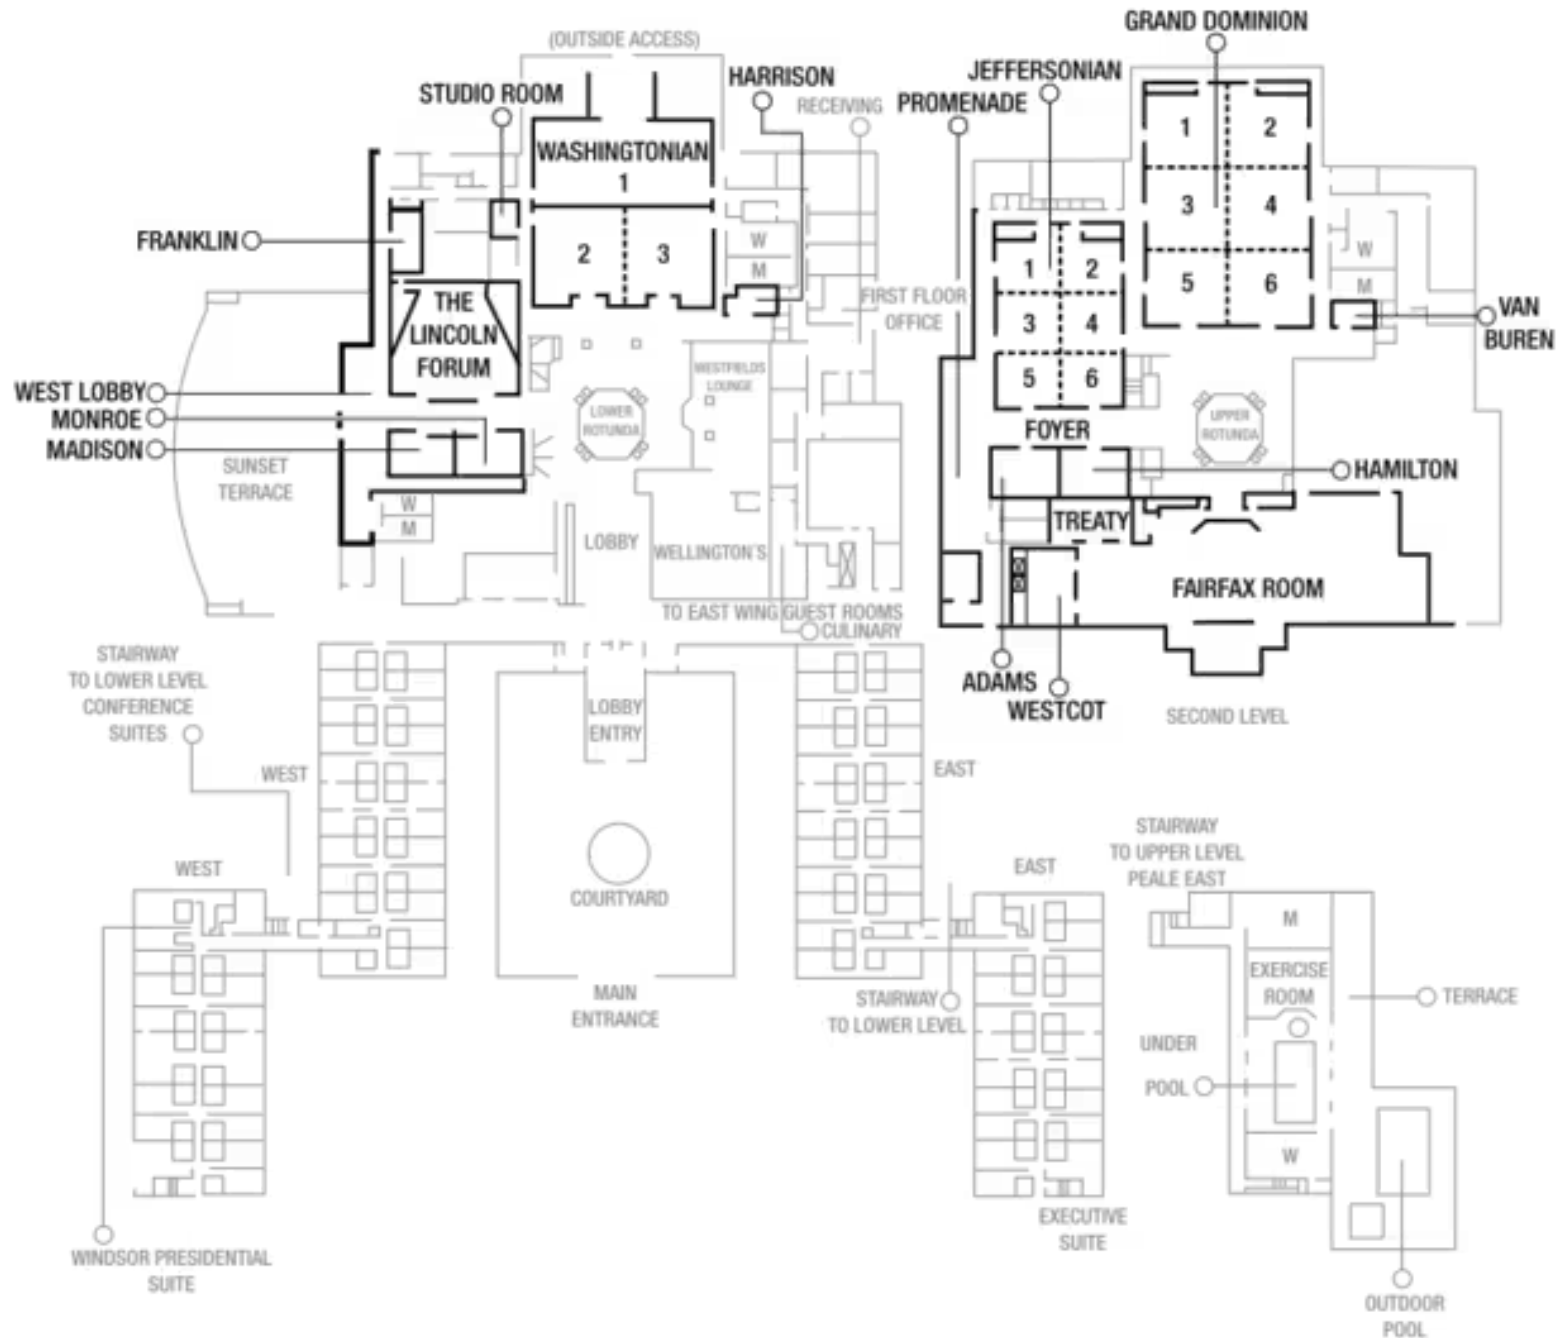 GRAND DOMINION
(OUTSIDE ACCESS)
JEFFERSONIAN
HARRISON
STUDIO ROOM
RECEIVING
PROMENADE
WASHINGTONIAN
1
2
3
W
M
FRANKLIN
THE
LINCOLN
FORUM
FIRST FLOOR
OFFICE
1
2
3
4
5
6
W
M
1
2
3
4
5
6
VAN
BUREN
WESTFIELDS
LOUNGE
WEST LOBBY
MONROE
MADISON
LOWER
ROTUNDA
UPPER
ROTUNDA
FOYER
SUNSET
TERRACE
HAMILTON
W
M
LOBBY
WELLINGTON'S
TREATY
FAIRFAX ROOM
TO EAST WING GUEST ROOMS
CULINARY
ADAMS
WESTCOT
SECOND LEVEL
STAIRWAY
TO LOWER LEVEL
CONFERENCE
SUITES
LOBBY
ENTRY
WEST
EAST
WEST
COURTYARD
EAST
STAIRWAY
TO UPPER LEVEL
PEALE EAST
M
EXERCISE
ROOM
TERRACE
MAIN
ENTRANCE
STAIRWAY
TO LOWER LEVEL
UNDER
POOL
W
EXECUTIVE
SUITE
WINDSOR PRESIDENTIAL
SUITE
OUTDOOR
POOL